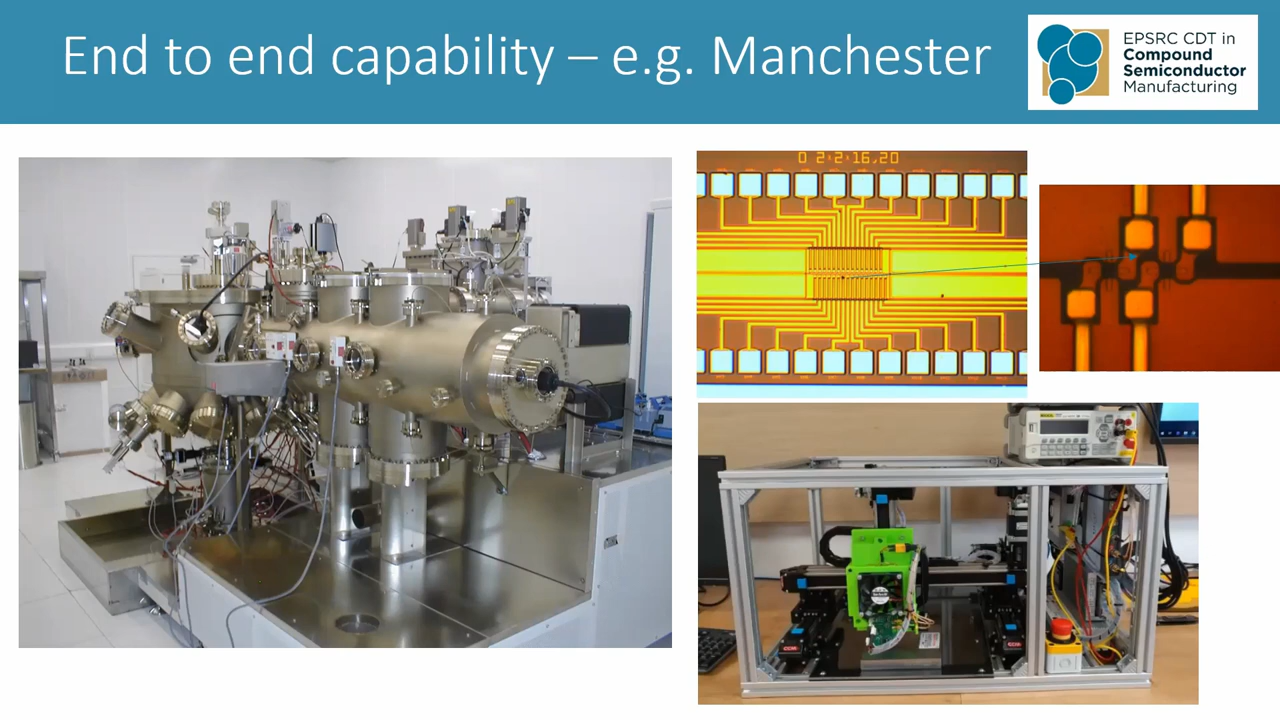 End to end capability – e.g. Manchester
EPSRC CDT in
Compound
Semiconductor
Manufacturing
0 2×2×16,20